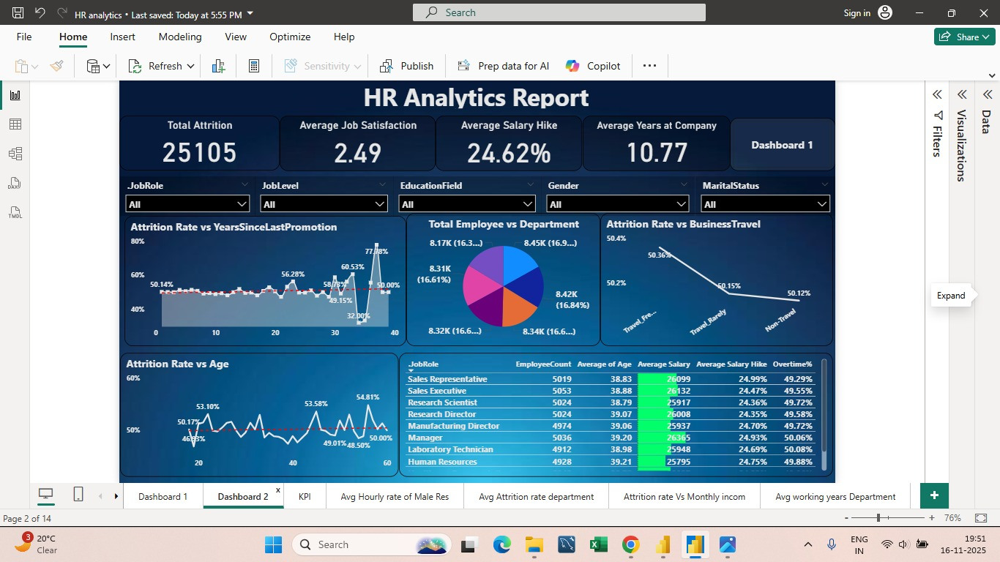 HR analytics • Last saved: Today at 5:55 PM
Search
Sign in
File Home Insert Modeling View Optimize Help
Share
Refresh
Sensitivity
Publish
Prep data for AI
Copilot
HR Analytics Report
Total Attrition
25105
Average Job Satisfaction
2.49
Average Salary Hike
24.62%
Average Years at Company
10.77
Dashboard 1
.JobRole
All
JobLevel
All
EducationField
All
Gender
All
MaritalStatus
All
Attrition Rate vs YearsSinceLastPromotion
80%
60%
40%
50.14%
56.28%
58.73%
49.15%
60.53%
32.00%
77.78%
50.00%
0 10 20 30 40
Total Employee vs Department
8.17K (16.3...)
8.45K (16.9...)
8.31K
(16.61%)
8.42K
(16.84%)
8.32K (16.6...)
8.34K (16.6...)
Attrition Rate vs BusinessTravel
50.4%
50.2%
50.36%
50.15%
50.12%
Travel_Fre...
Travel_Rarely
Non-Travel
Attrition Rate vs Age
60%
50%
50.17%
46.93%
53.10%
53.58%
49.01%
48.50%
54.81%
50.00%
20 40 60
.JobRole EmployeeCount Average of Age Average Salary Average Salary Hike Overtime%
Sales Representative 5019 38.83 26099 24.99% 49.29%
Sales Executive 5053 38.88 26132 24.47% 49.55%
Research Scientist 5024 38.79 25917 24.36% 49.72%
Research Director 5024 39.07 26008 24.35% 49.58%
Manufacturing Director 4974 39.06 25937 24.70% 49.72%
Manager 5036 39.20 26365 24.93% 50.06%
Laboratory Technician 4912 38.98 25948 24.69% 50.08%
Human Resources 4928 39.21 25795 24.75% 49.88%
Filters
Visualizations
Data
Expand
DAX
TMDL
Dashboard 1
Dashboard 2
x
KPI
Avg Hourly rate of Male Res
Avg Attrition rate department
Attrition rate Vs Monthly incom
Avg working years Department
+
Page 2 of 14
- + 76%
3
20°C
Clear
Search
ENG
IN
19:51
16-11-2025